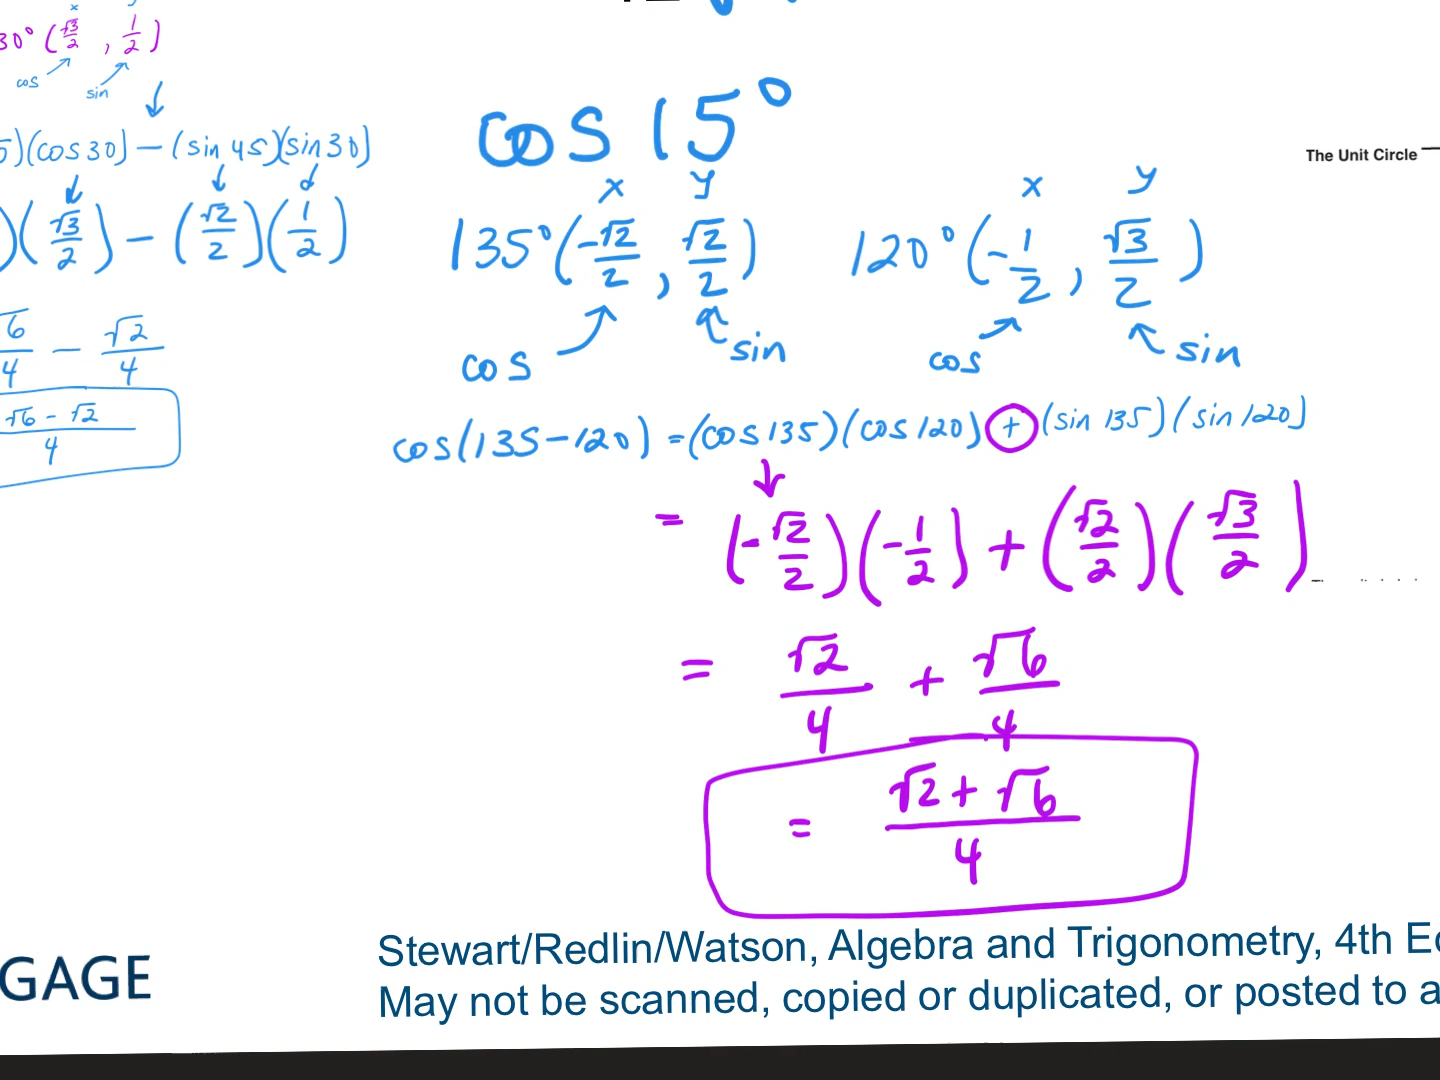 30° (√3/2 , 1/2)
cos sin
)(cos30) − (sin 45)(sin30)
)(√3/2) − (√2/2)(1/2)
√6/4 − √2/4
√6 − √2/4
cos 15°
x y
135° (−√2/2 , √2/2)
cos sin
The Unit Circle
x y
120° (−1/2 , √3/2)
cos sin
cos(135−120) = (cos 135)(cos 120) + (sin 135)(sin 120)
= (−√2/2)(−1/2) + (√2/2)(√3/2)
= √2/4 + √6/4
= √2 + √6/4
GAGE
Stewart/Redlin/Watson, Algebra and Trigonometry, 4th Ed
May not be scanned, copied or duplicated, or posted to a